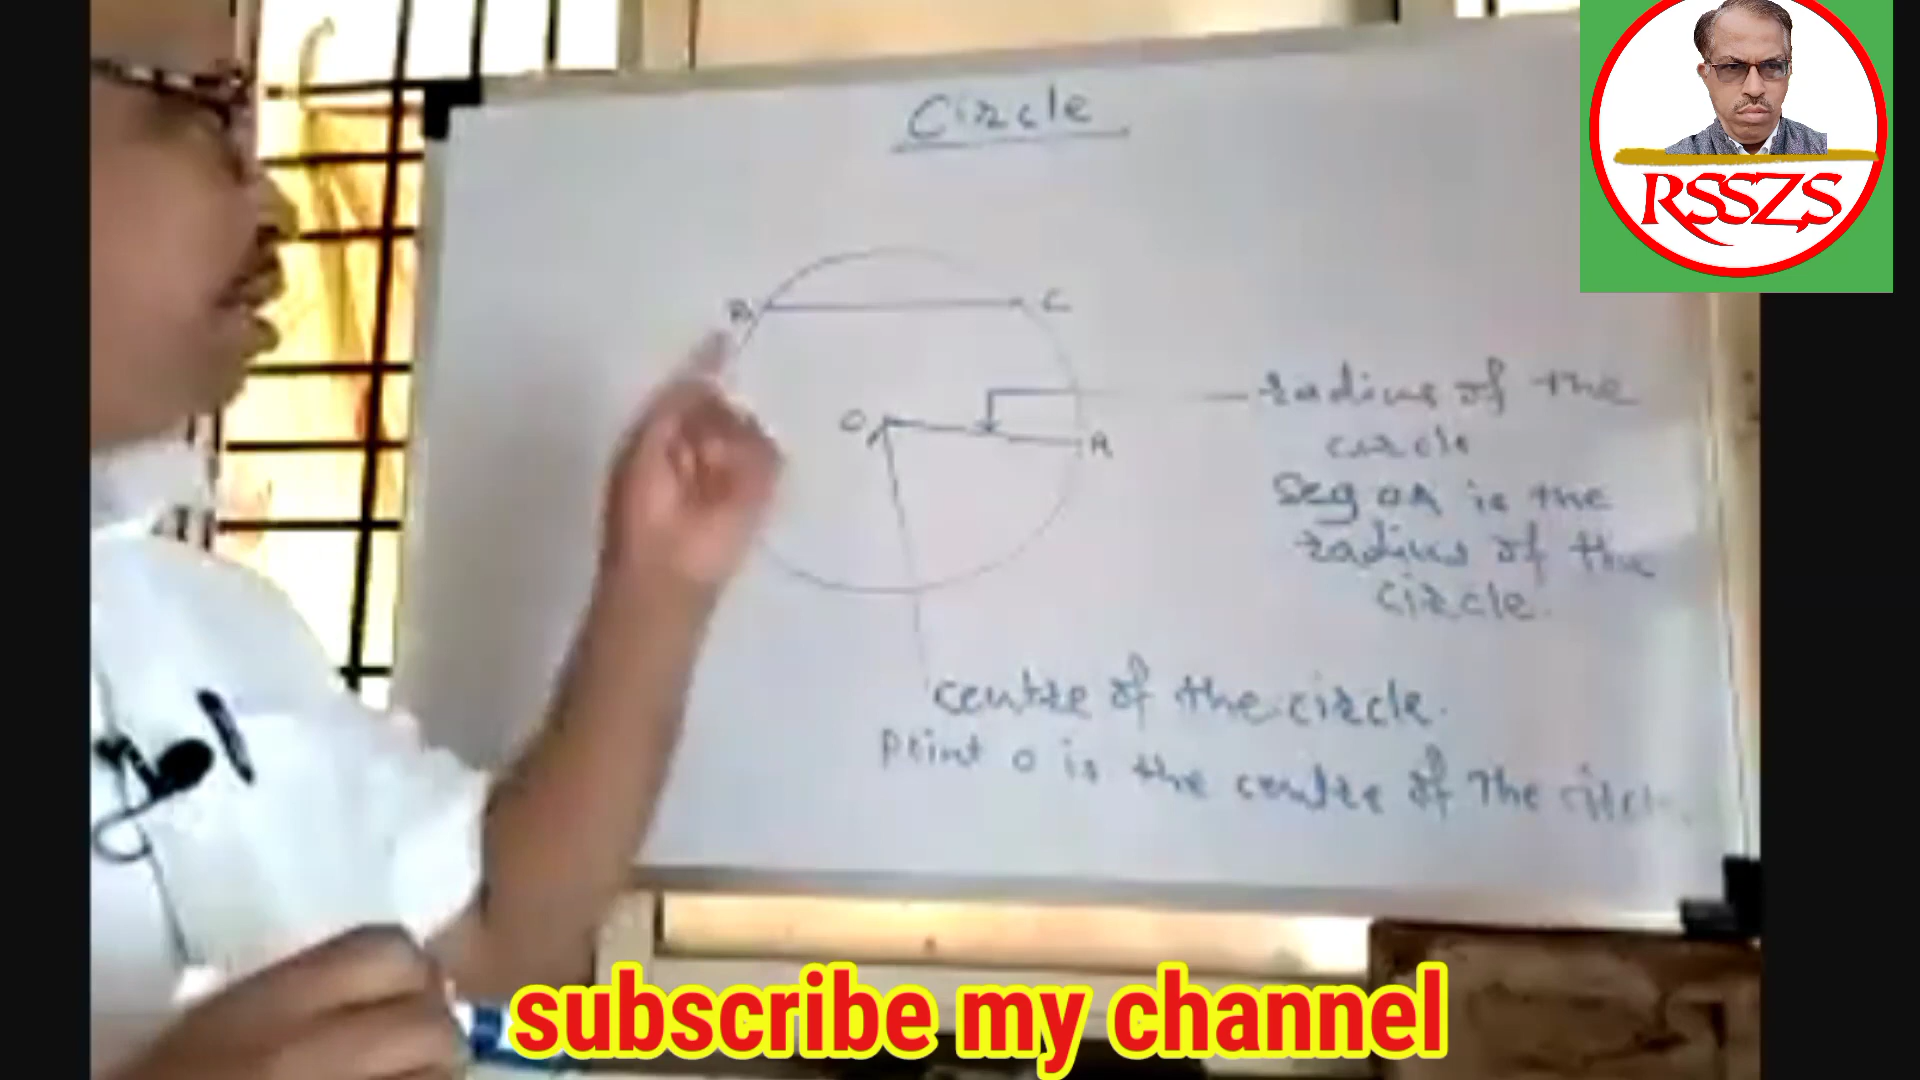 Circle
RSSZS
B C
radius of the
O A
circle
Seg OA is the
radius of the
circle.
centre of the circle.
Point O is the centre of the circle.
subscribe my channel